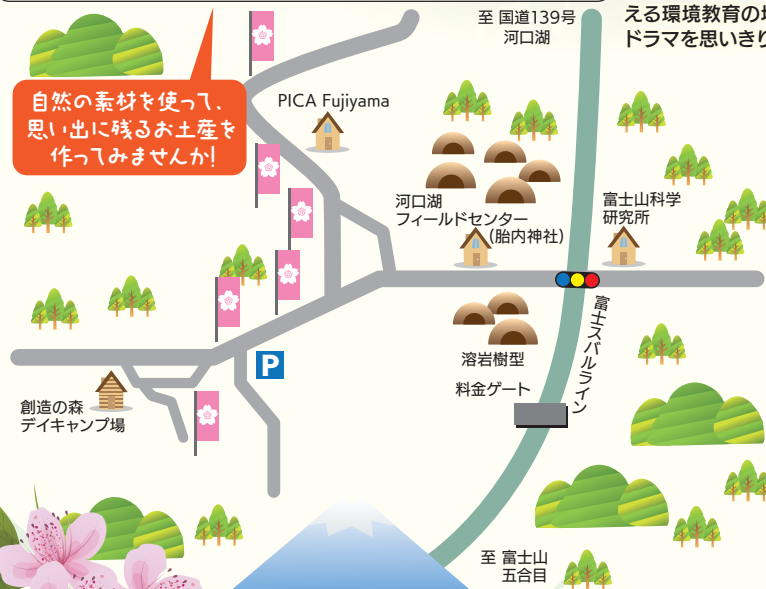 至 国道139号
河口湖
える環境教育の
ドラマを思いきり
自然の素材を使って、
思い出に残るお土産を
作ってみませんか!
PICA Fujiyama
河口湖
フィールドセンター
(胎内神社)
富士山科学
研究所
富士スバルライン
溶岩樹型
料金ゲート
P
創造の森
デイキャンプ場
至 富士山
五合目